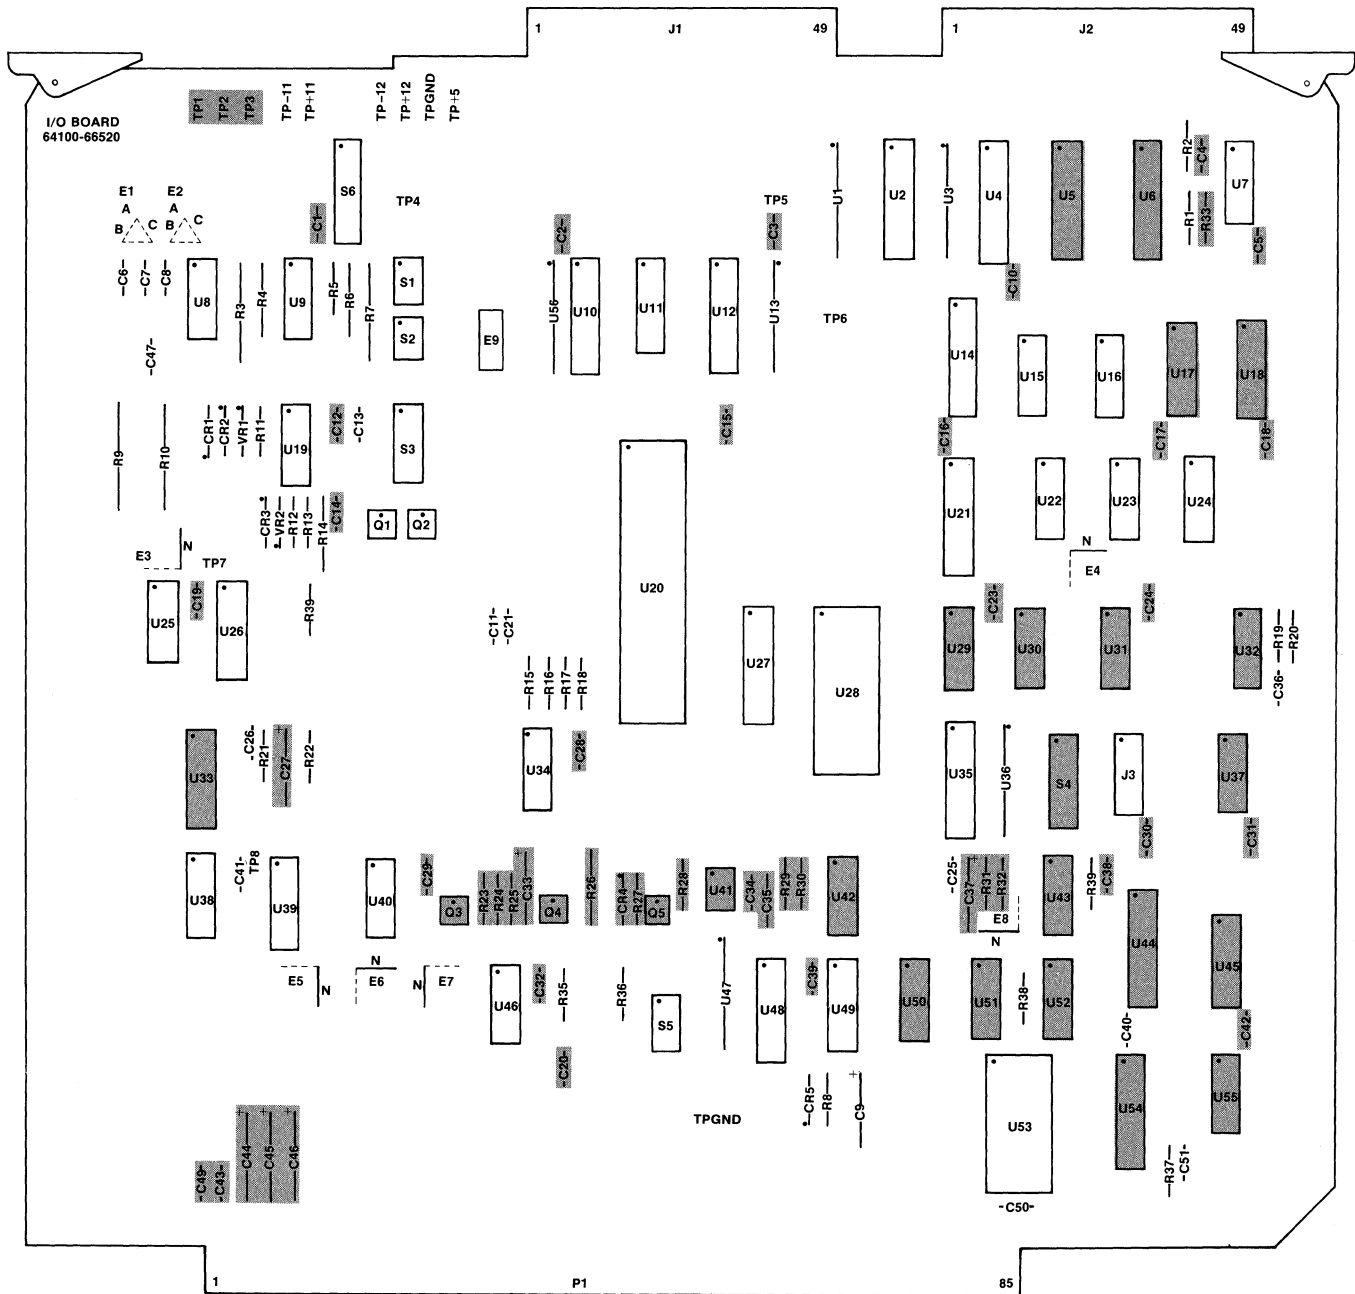 1 J1 49
1 J2 49
I/O BOARD
64100-66520
TP1 TP2 TP3 TP-11 TP+11 TP-12 TP+12 TPGND TP+5
E1 A B C
E2 A B C
C1 S6 TP4 C2 TP5 C3 U1 U2 U3 U4 U5 U6 R2 C4 R1 R33 U7 C5
C6 C7 C8 U8 R3 R4 U9 R5 R6 R7 S1 S2 E9 U56 U10 U11 U12 U13 TP6 C10
C47 U14 U15 U16 U17 U18
R9 R10 CR1 CR2 VR1 R11 U19 C12 C13 S3 C15 C16 C17 C18
CR3 VR2 R12 R13 R14 C14 Q1 Q2 U20 U21 U22 U23 U24
E3 N TP7 N E4
U25 C19 U26 R39 C11 C21 U27 U28 C23 C24 U29 U30 U31 U32 R19 R20 C36
R15 R16 R17 R18
U33 C26 R21 C27 R22 U34 C28 U35 U36 S4 J3 U37
C30 C31
U38 C41 TP8 U39 U40 C29 Q3 R23 R24 R25 C33 Q4 R26 CR4 R27 Q5 R28 U41 C34 C35 R29 R30 U42 C25 C37 R31 R32 E8 N U43 R39 C38 U44 U45
E5 N N E6 N E7 U46 C32 R35 R36 S5 U47 U48 C39 U49 U50 U51 R38 U52 C40 C42
C20
TPGND CR5 R8 C9 U53 U54 U55
C49 C43 C44 C45 C46 R37 C51
-C50-
1 P1 85